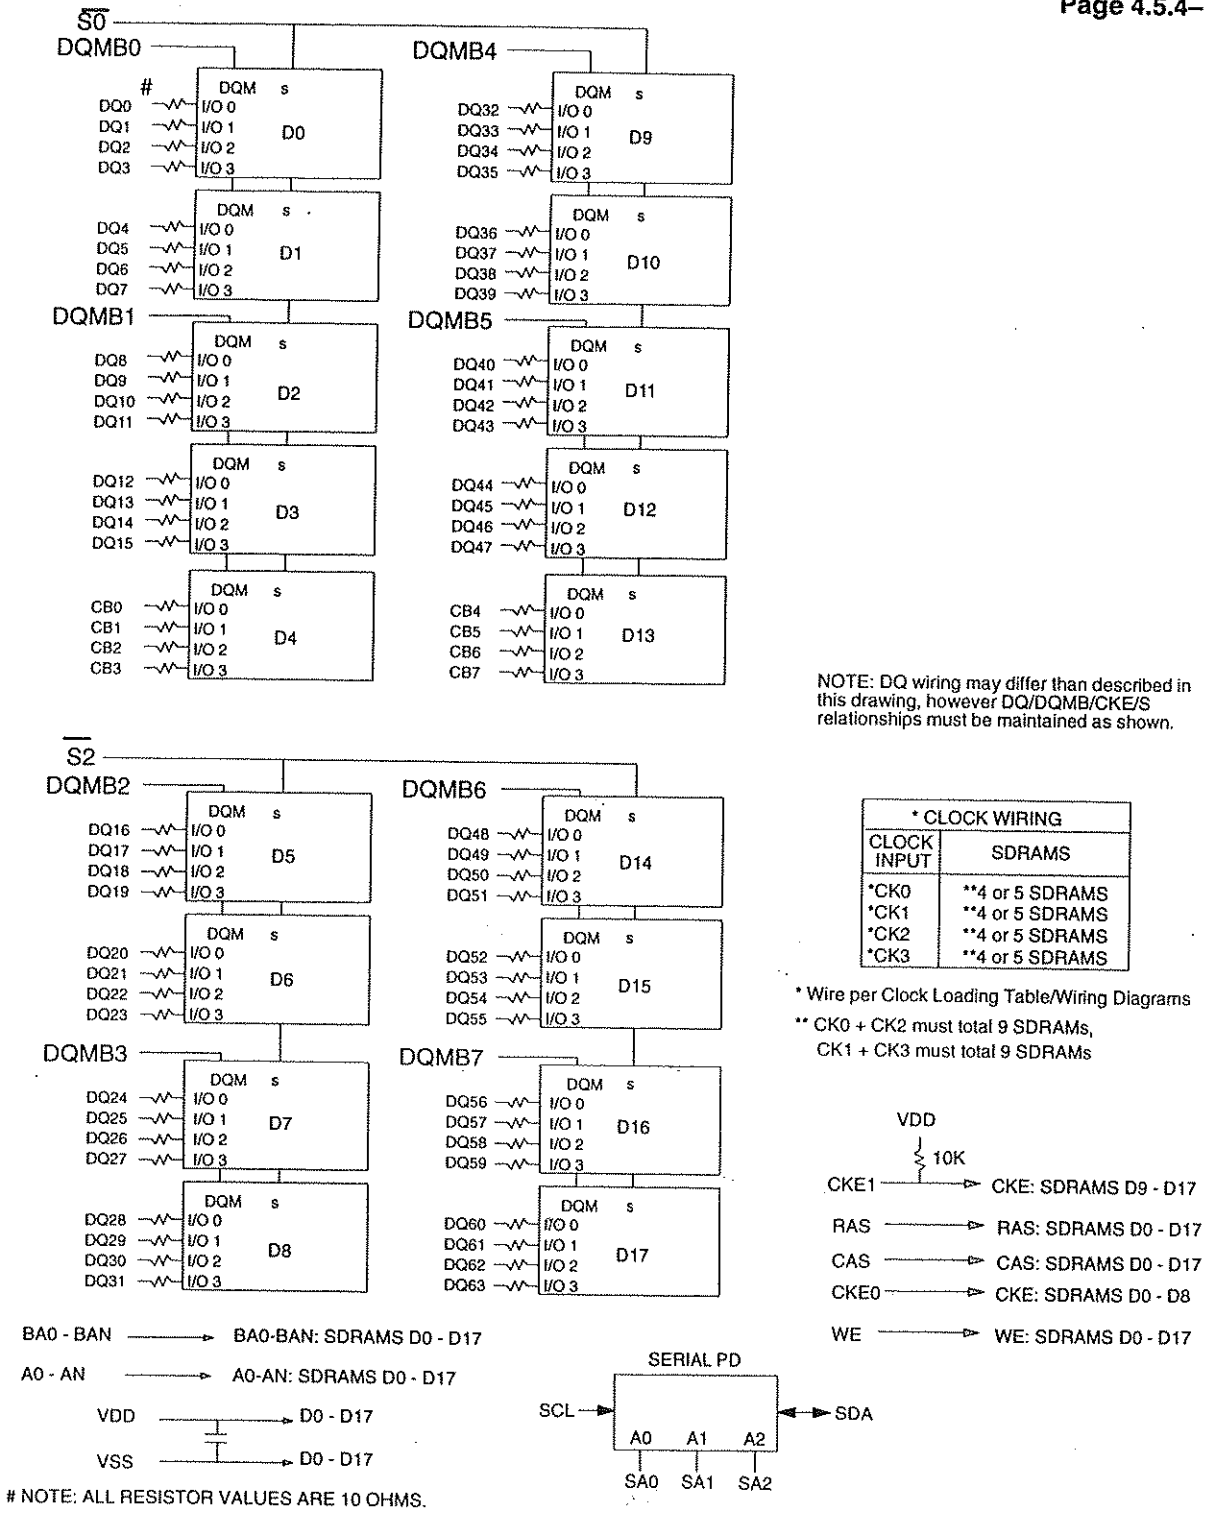 Page 4.5.4–
S0
DQMB0
#
DQM s
DQ0 I/O 0
DQ1 I/O 1
DQ2 I/O 2
DQ3 I/O 3
D0
DQM s
DQ4 I/O 0
DQ5 I/O 1
DQ6 I/O 2
DQ7 I/O 3
D1
DQMB1
DQM s
DQ8 I/O 0
DQ9 I/O 1
DQ10 I/O 2
DQ11 I/O 3
D2
DQM s
DQ12 I/O 0
DQ13 I/O 1
DQ14 I/O 2
DQ15 I/O 3
D3
DQM s
CB0 I/O 0
CB1 I/O 1
CB2 I/O 2
CB3 I/O 3
D4
DQMB4
DQM s
DQ32 I/O 0
DQ33 I/O 1
DQ34 I/O 2
DQ35 I/O 3
D9
DQM s
DQ36 I/O 0
DQ37 I/O 1
DQ38 I/O 2
DQ39 I/O 3
D10
DQMB5
DQM s
DQ40 I/O 0
DQ41 I/O 1
DQ42 I/O 2
DQ43 I/O 3
D11
DQM s
DQ44 I/O 0
DQ45 I/O 1
DQ46 I/O 2
DQ47 I/O 3
D12
DQM s
CB4 I/O 0
CB5 I/O 1
CB6 I/O 2
CB7 I/O 3
D13
NOTE: DQ wiring may differ than described in
this drawing, however DQ/DQMB/CKE/S
relationships must be maintained as shown.
S2
DQMB2
DQM s
DQ16 I/O 0
DQ17 I/O 1
DQ18 I/O 2
DQ19 I/O 3
D5
DQM s
DQ20 I/O 0
DQ21 I/O 1
DQ22 I/O 2
DQ23 I/O 3
D6
DQMB3
DQM s
DQ24 I/O 0
DQ25 I/O 1
DQ26 I/O 2
DQ27 I/O 3
D7
DQM s
DQ28 I/O 0
DQ29 I/O 1
DQ30 I/O 2
DQ31 I/O 3
D8
DQMB6
DQM s
DQ48 I/O 0
DQ49 I/O 1
DQ50 I/O 2
DQ51 I/O 3
D14
DQM s
DQ52 I/O 0
DQ53 I/O 1
DQ54 I/O 2
DQ55 I/O 3
D15
DQMB7
DQM s
DQ56 I/O 0
DQ57 I/O 1
DQ58 I/O 2
DQ59 I/O 3
D16
DQM s
DQ60 I/O 0
DQ61 I/O 1
DQ62 I/O 2
DQ63 I/O 3
D17
* CLOCK WIRING
CLOCK INPUT SDRAMS
*CK0 **4 or 5 SDRAMS
*CK1 **4 or 5 SDRAMS
*CK2 **4 or 5 SDRAMS
*CK3 **4 or 5 SDRAMS
* Wire per Clock Loading Table/Wiring Diagrams
** CK0 + CK2 must total 9 SDRAMs,
CK1 + CK3 must total 9 SDRAMs
VDD
10K
CKE1 CKE: SDRAMS D9 - D17
RAS RAS: SDRAMS D0 - D17
CAS CAS: SDRAMS D0 - D17
CKE0 CKE: SDRAMS D0 - D8
WE WE: SDRAMS D0 - D17
BA0 - BAN BA0-BAN: SDRAMS D0 - D17
A0 - AN A0-AN: SDRAMS D0 - D17
VDD D0 - D17
VSS D0 - D17
SERIAL PD
SCL SDA
A0 A1 A2
SA0 SA1 SA2
# NOTE: ALL RESISTOR VALUES ARE 10 OHMS.